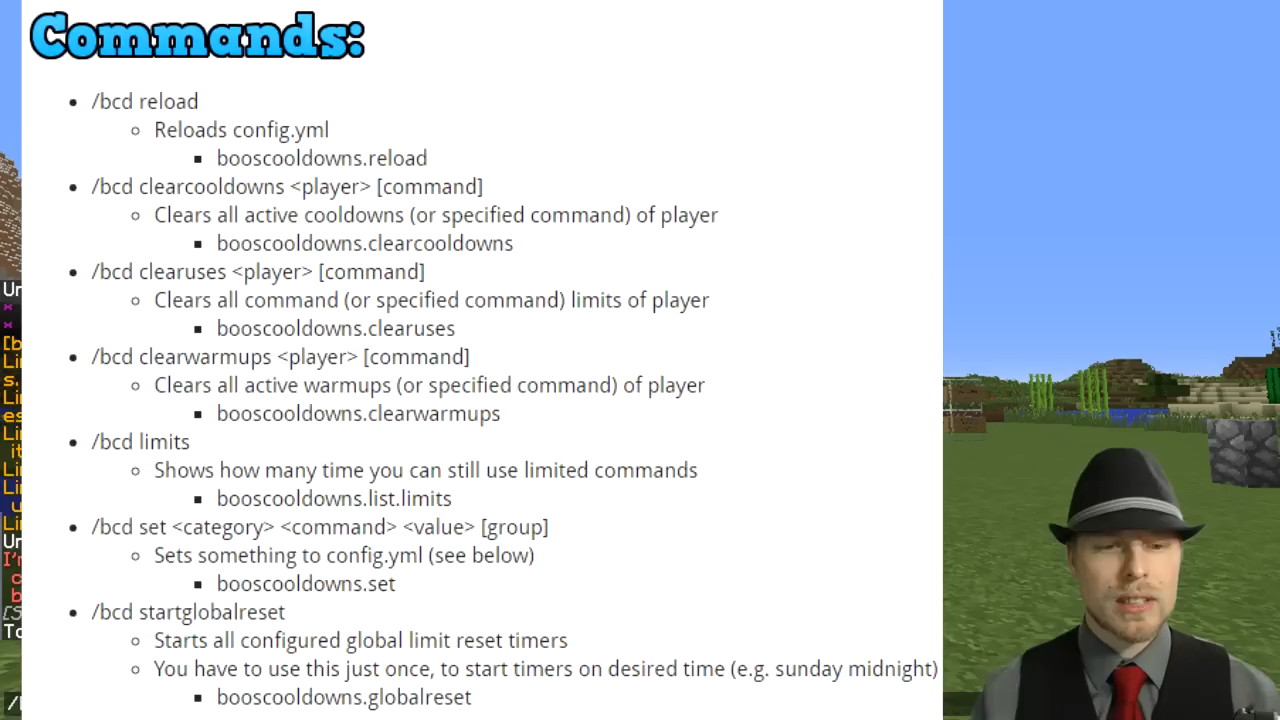 Commands:
/bcd reload
Reloads config.yml
booscooldowns.reload
/bcd clearcooldowns <player> [command]
Clears all active cooldowns (or specified command) of player
booscooldowns.clearcooldowns
/bcd clearuses <player> [command]
Clears all command (or specified command) limits of player
booscooldowns.clearuses
/bcd clearwarmups <player> [command]
Clears all active warmups (or specified command) of player
booscooldowns.clearwarmups
/bcd limits
Shows how many time you can still use limited commands
booscooldowns.list.limits
/bcd set <category> <command> <value> [group]
Sets something to config.yml (see below)
booscooldowns.set
/bcd startglobalreset
Starts all configured global limit reset timers
You have to use this just once, to start timers on desired time (e.g. sunday midnight)
booscooldowns.globalreset